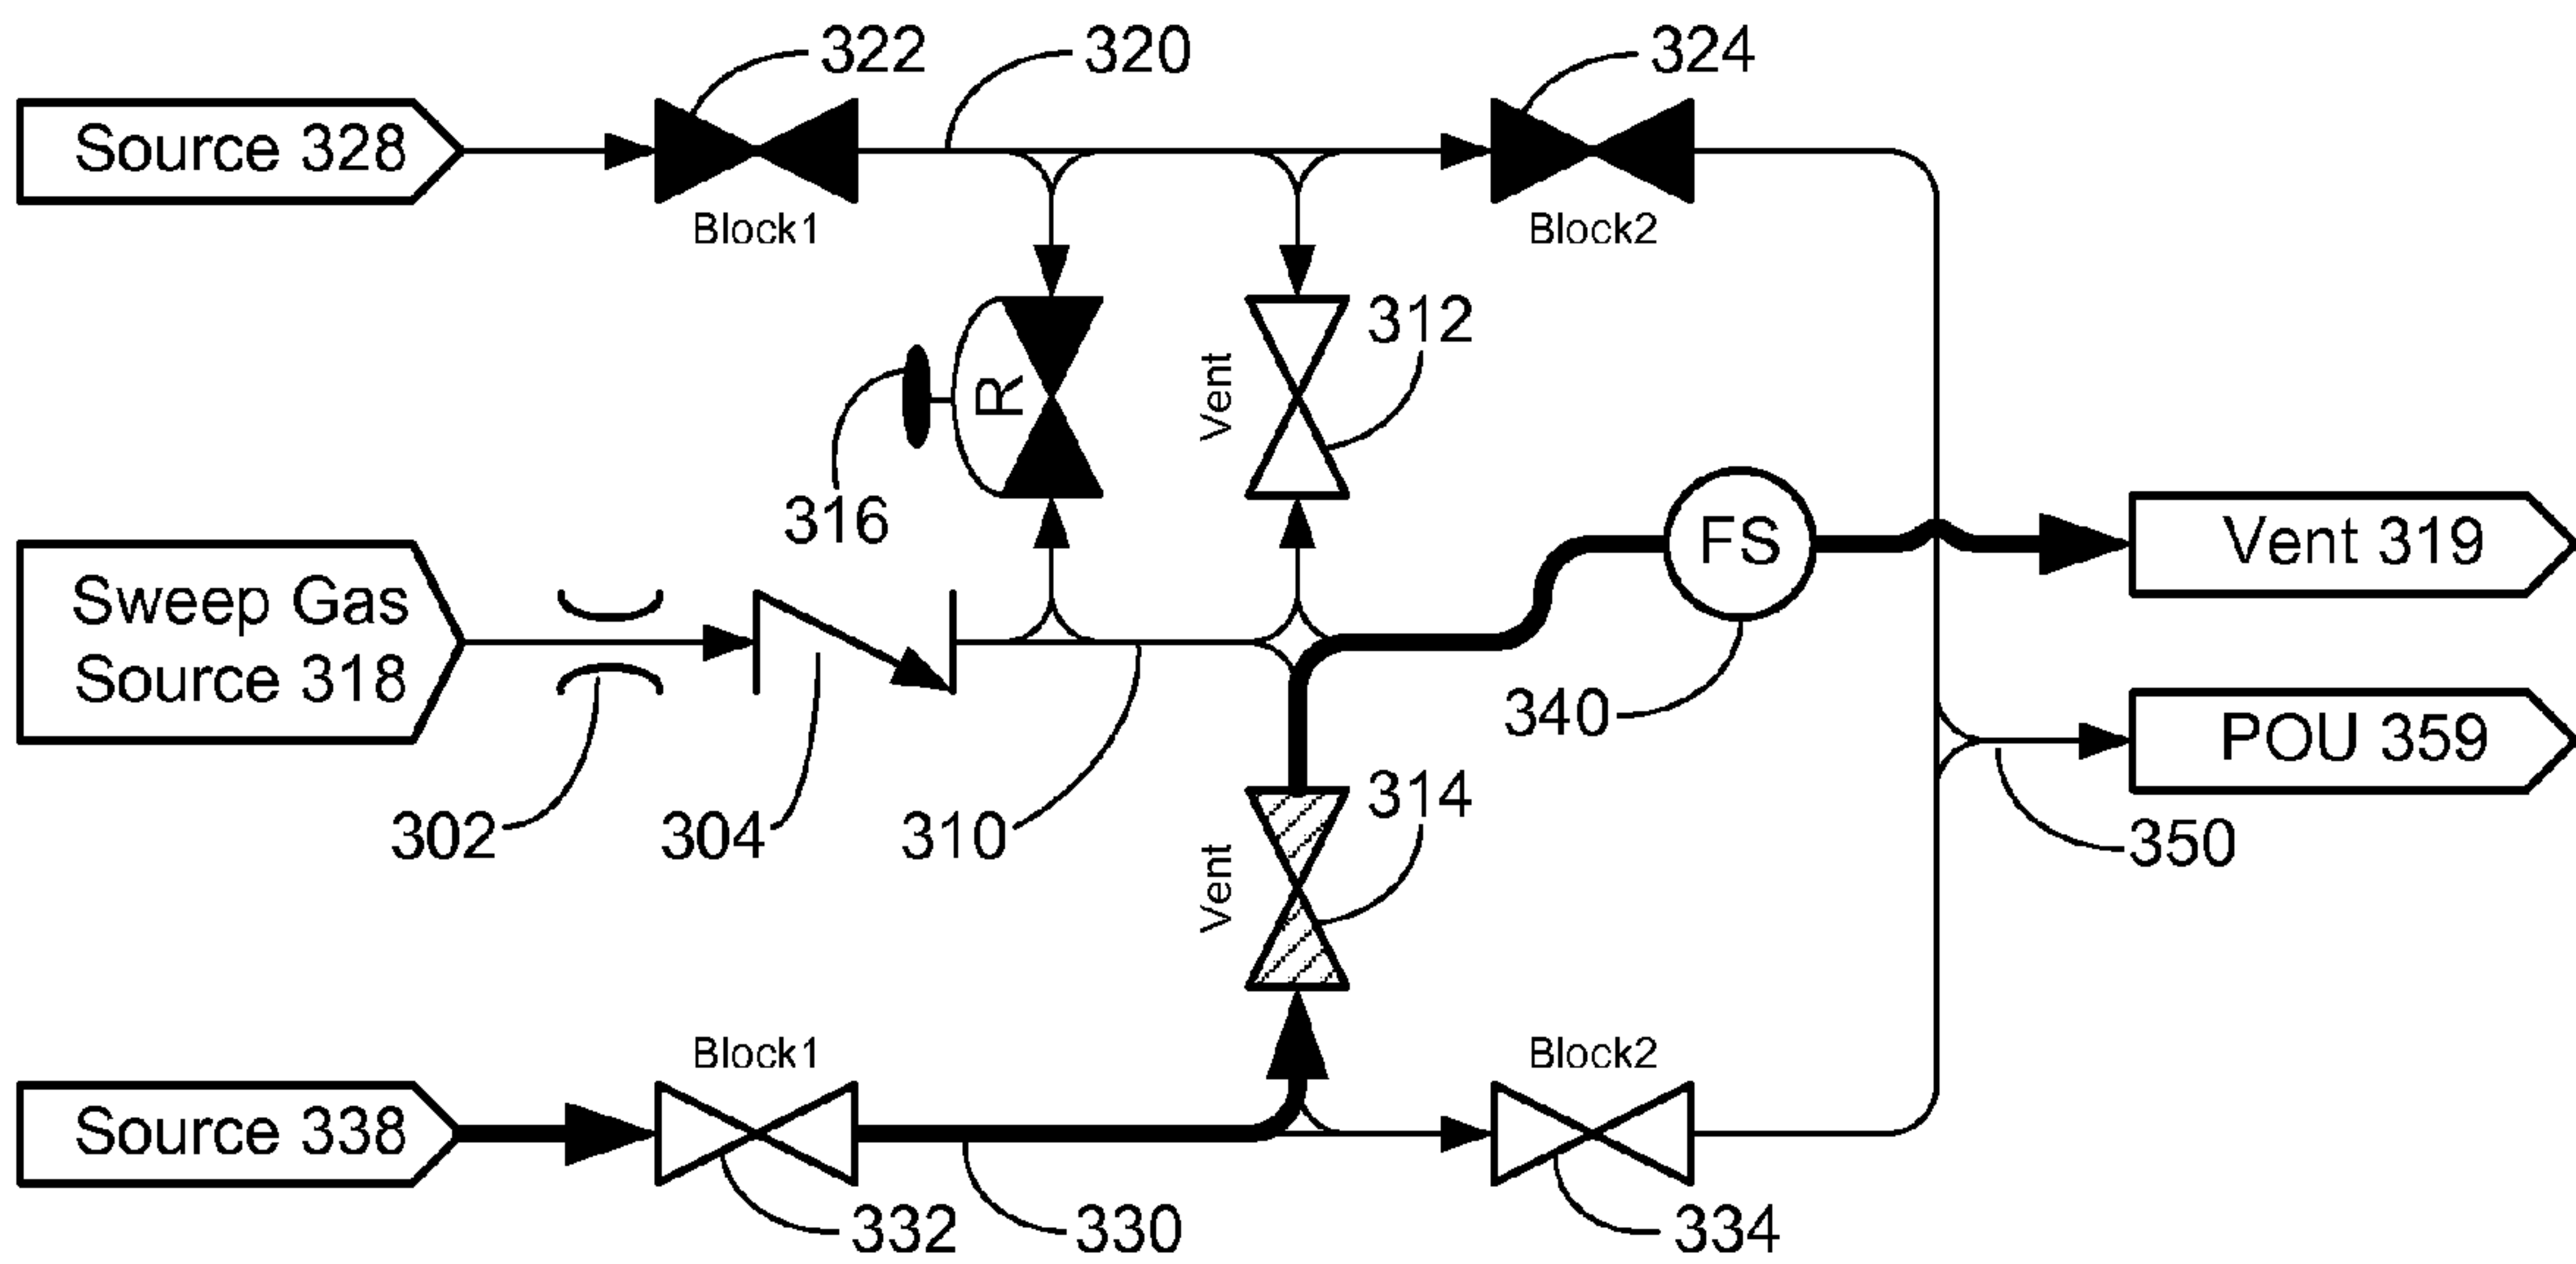 322
320
324
Source 328
Block1
Block2
R
Vent
312
316
FS
Vent 319
Sweep Gas
Source 318
340
POU 359
302
304
310
314
Vent
350
Block1
Block2
Source 338
332
330
334